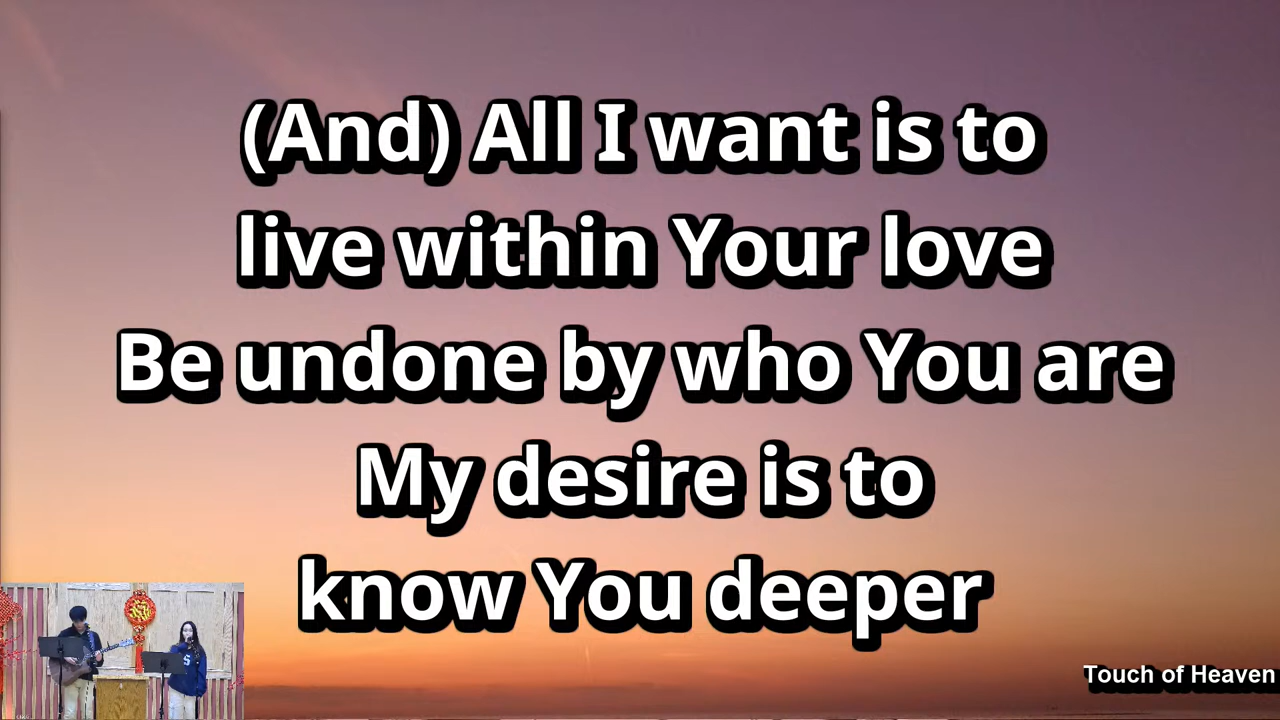 (And) All I want is to
live within Your love
Be undone by who You are
My desire is to
know You deeper
Touch of Heaven